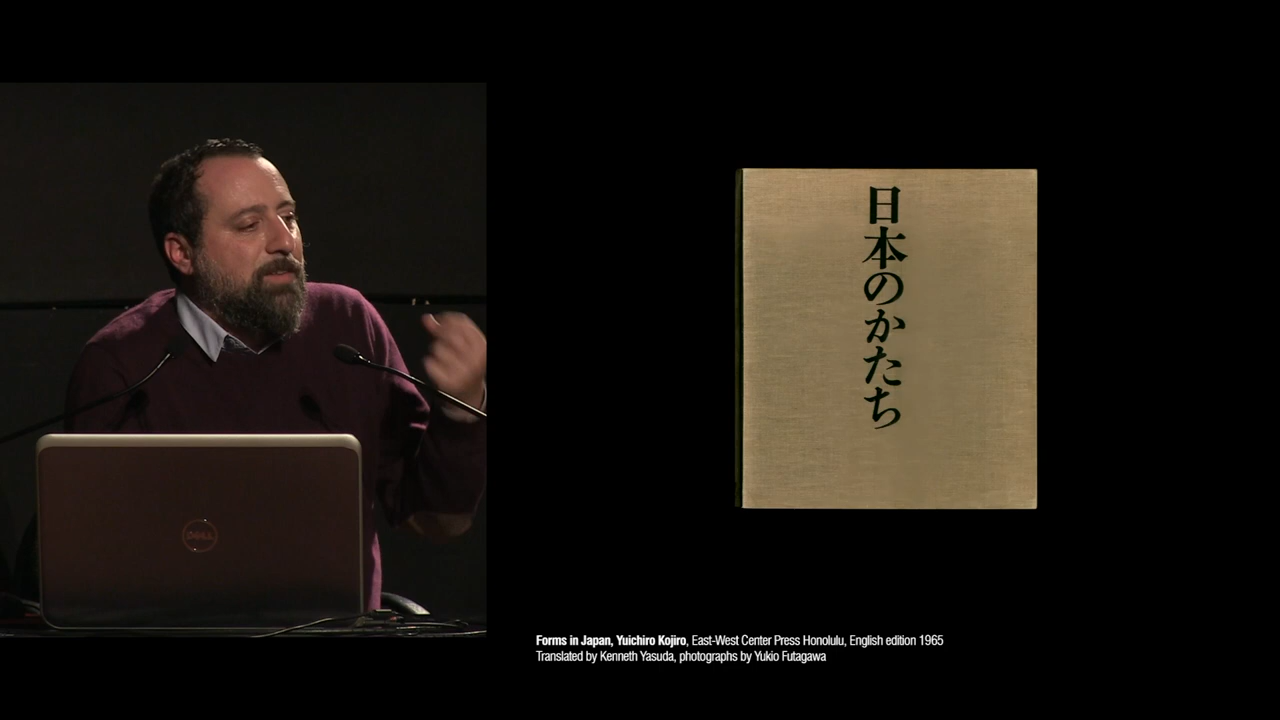 DELL
日本のかたち
Forms in Japan, Yuichiro Kojiro, East-West Center Press Honolulu, English edition 1965
Translated by Kenneth Yasuda, photographs by Yukio Futagawa